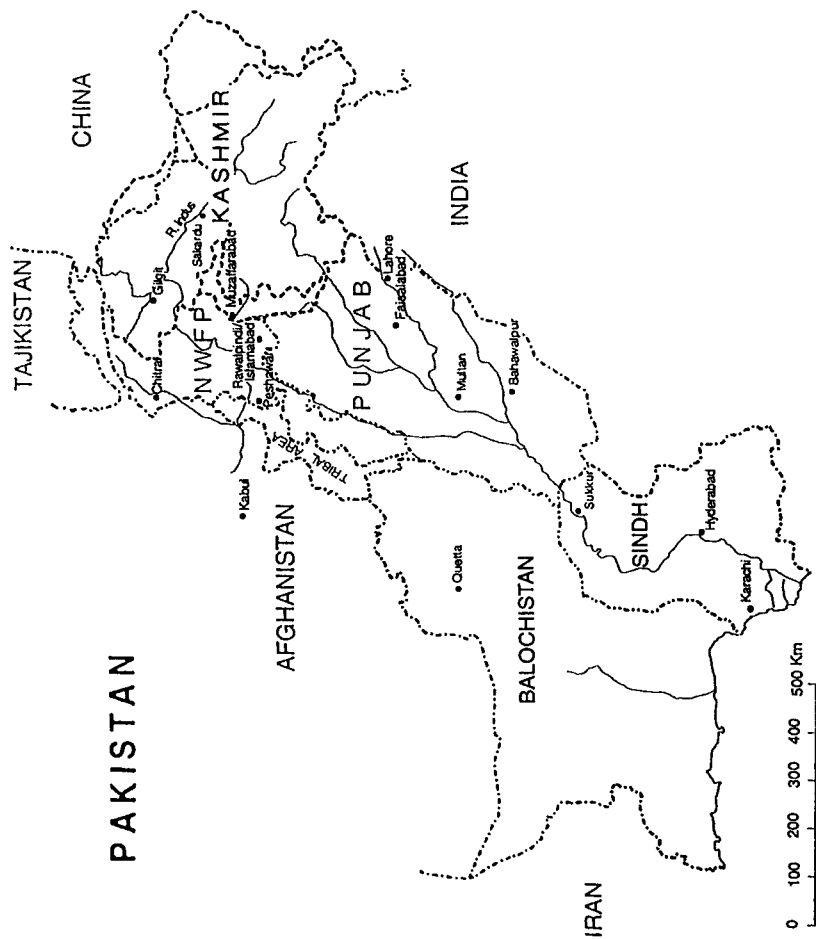 PAKISTAN
TAJIKISTAN
CHINA
Chitral
Gilgit
R. Indus
Sakardu
KASHMIR
NWFP
Muzaffarabad
Rawalpindi/
Islamabad
Peshawar
Kabul
TRIBAL AREA
AFGHANISTAN
PUNJAB
Lahore
Faisalabad
INDIA
Multan
Bahawalpur
Quetta
BALOCHISTAN
Sukkur
SINDH
Hyderabad
Karachi
IRAN
0 100 200 300 400 500 Km